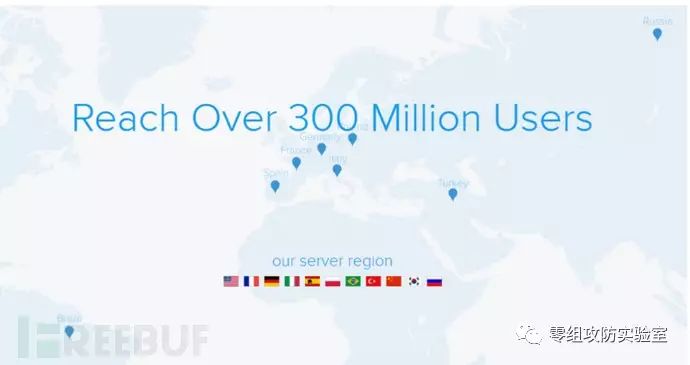 Russia
Reach Over 300 Million Users
Germany
France
Italy
Spain
Turkey
our server region
Brazil
REEBUF
零组攻防实验室